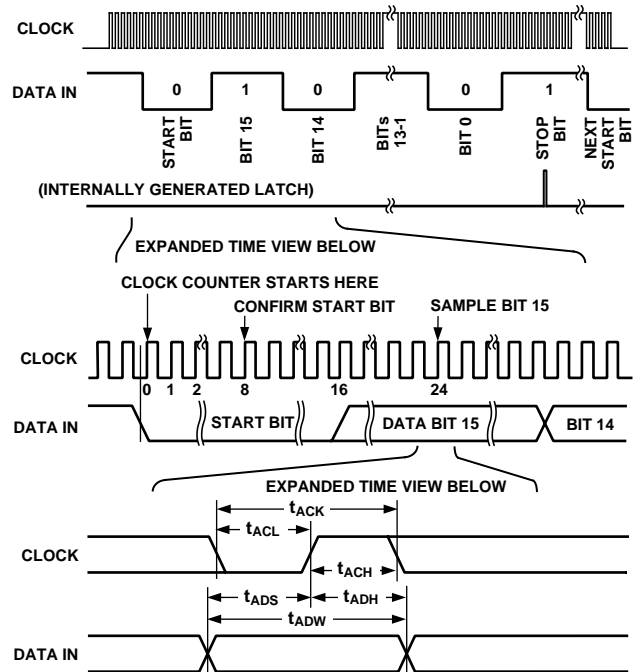 CLOCK
DATA IN
0 1 0 0 1
START BIT
BIT 15
BIT 14
BITs 13-1
BIT 0
STOP BIT
NEXT START BIT
(INTERNALLY GENERATED LATCH)
EXPANDED TIME VIEW BELOW
CLOCK COUNTER STARTS HERE
CONFIRM START BIT
SAMPLE BIT 15
CLOCK
0 1 2 8 16 24
DATA IN
START BIT
DATA BIT 15
BIT 14
EXPANDED TIME VIEW BELOW
tACK
tACL
CLOCK
tACH
tADS
tADH
tADW
DATA IN